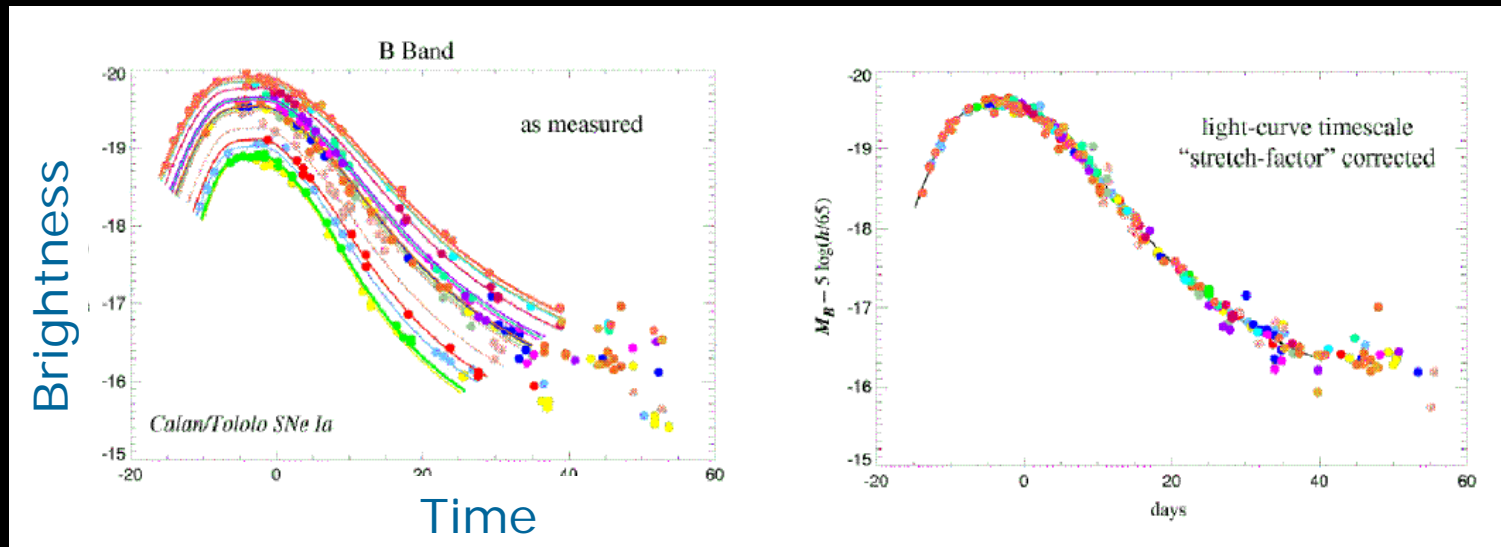 B Band
Brightness
-20
-19
-18
-17
-16
-15
as measured
Calan/Tololo SNe Ia
-20
0
20
40
60
Time
M_B – 5 log(h/65)
-20
-19
-18
-17
-16
-15
light-curve timescale
“stretch-factor” corrected
-20
0
20
40
60
days